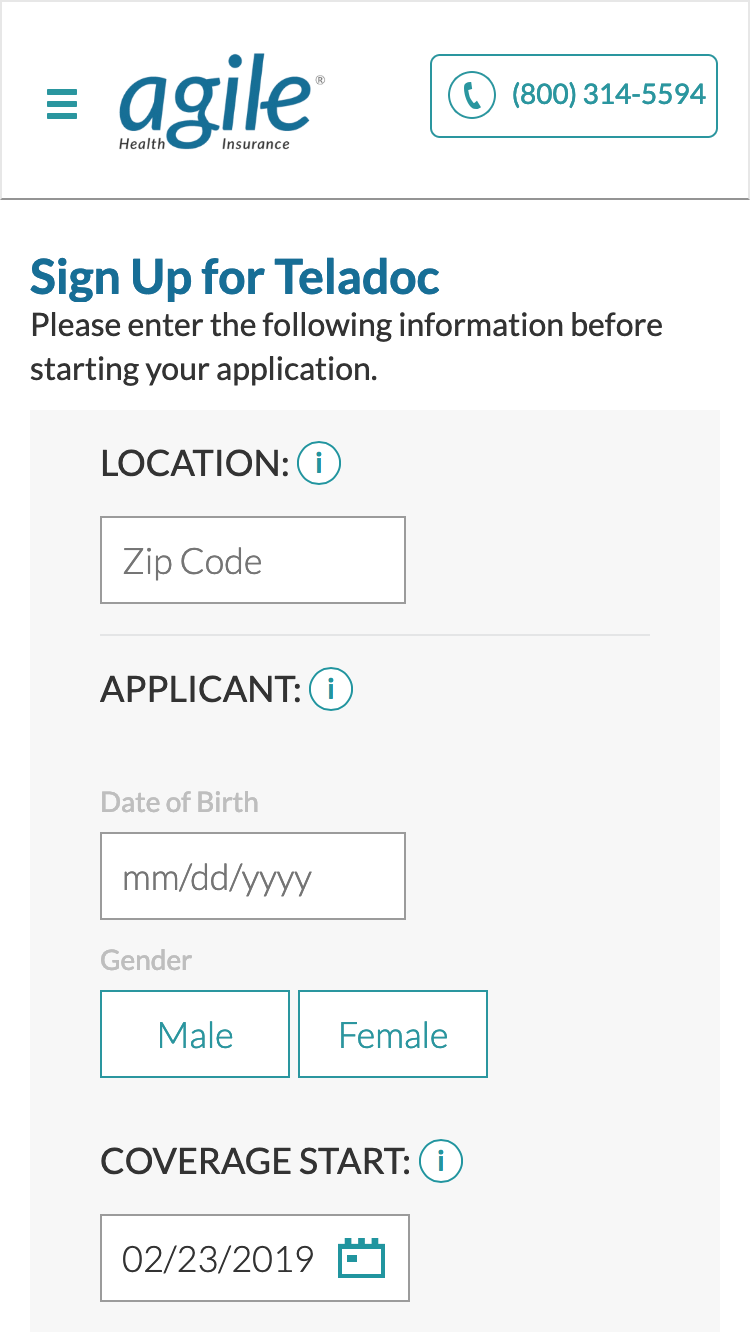 agile®
Health Insurance
(800) 314-5594
Sign Up for Teladoc
Please enter the following information before
starting your application.
LOCATION: i
Zip Code
APPLICANT: i
Date of Birth
mm/dd/yyyy
Gender
Male Female
COVERAGE START: i
02/23/2019